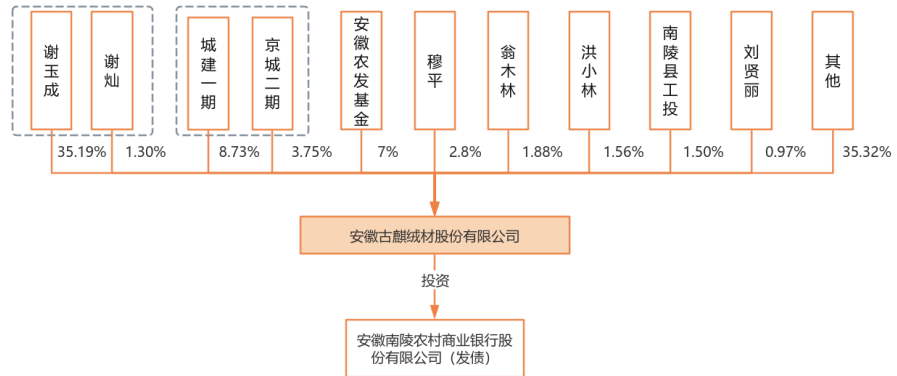 谢玉成
谢灿
城建一期
京城二期
安徽农发基金
穆平
翁木林
洪小林
南陵县工投
刘贤丽
其他
35.19%
1.30%
8.73%
3.75%
7%
2.8%
1.88%
1.56%
1.50%
0.97%
35.32%
安徽古麒绒材股份有限公司
投资
安徽南陵农村商业银行股
份有限公司（发债）